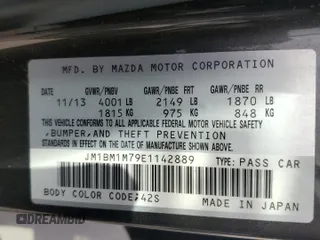 MFD. BY MAZDA MOTOR CORPORATION
DATE GVWR/PNBV GAWR/PNBE FRT GAWR/PNBE RR
11/13 4001 LB 2149 LB 1870 LB
1815 KG 975 KG 848 KG
THIS VEHICLE CONFORMS TO ALL APPLICABLE
FEDERAL MOTOR VEHICLE SAFETY
, BUMPER, AND THEFT PREVENTION
STANDARDS IN EFFECT ON THE DATE OF MANUFACTURE SHOWN ABOVE.
JM1BM1M79E1142889 TYPE: PASS CAR
BODY COLOR CODE: 42S MADE IN JAPAN
DREAMBID